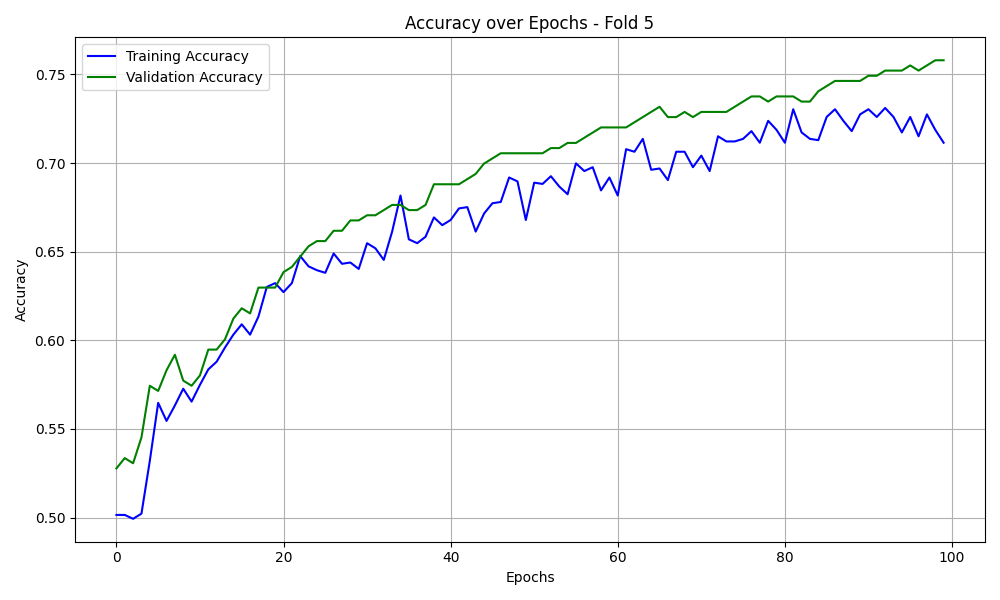 Accuracy over Epochs - Fold 5
Training Accuracy
Validation Accuracy
0.75
0.70
0.65
0.60
0.55
0.50
Accuracy
0 20 40 60 80 100
Epochs